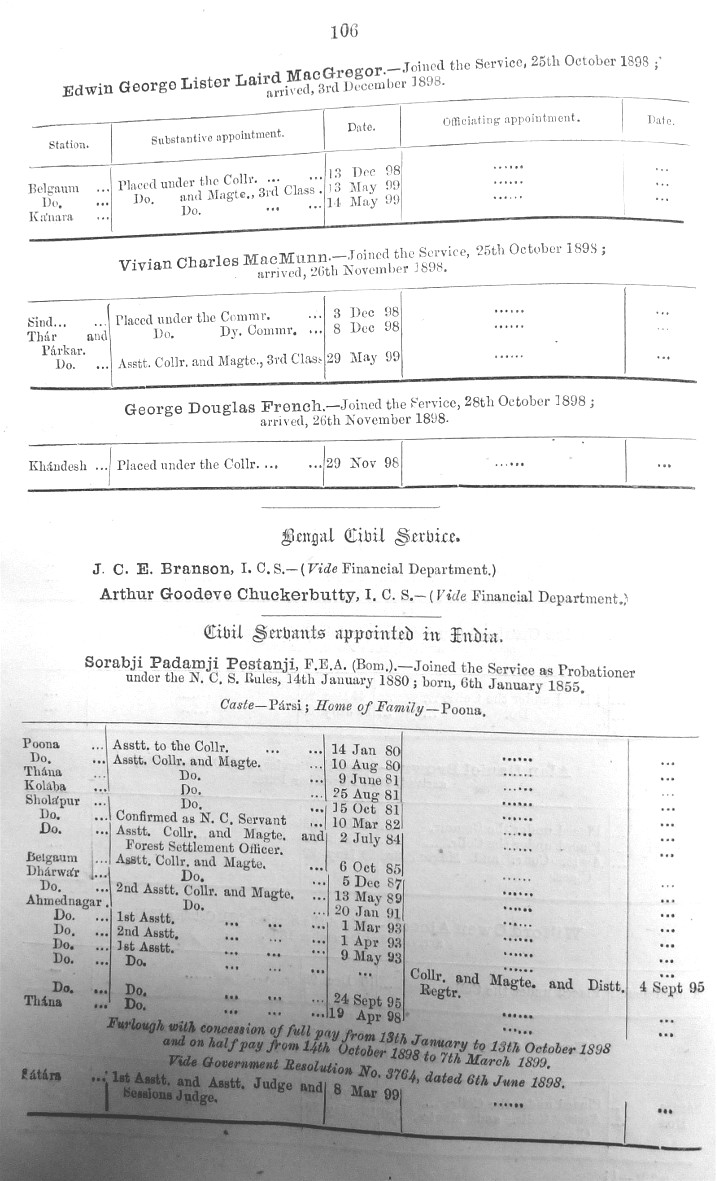 106
Edwin George Lister Laird MacGregor.—Joined the Service, 25th October 1898 ;
arrived, 3rd December 1898.
Station. Substantive appointment. Date. Officiating appointment. Date.
Belgaum ... Placed under the Collr. ... ... 13 Dec 98 ...... ...
Do. ... Do. and Magte., 3rd Class . 13 May 99 ...... ...
Kánara ... Do. ... ... 14 May 99 ...... ...
Vivian Charles MacMunn.—Joined the Service, 25th October 1898 ;
arrived, 26th November 1898.
Sind... ... Placed under the Commr. ... 3 Dec 98 ...... ...
Thár and Do. Dy. Commr. ... 8 Dec 98 ...... ...
Párkar.
Do. ... Asstt. Collr. and Magte., 3rd Class 29 May 99 ...... ...
George Douglas French.—Joined the Service, 28th October 1898 ;
arrived, 26th November 1898.
Khándesh ... Placed under the Collr. ... ... 29 Nov 98 ...... ...
Bengal Civil Service.
J. C. E. Branson, I. C. S.—(Vide Financial Department.)
Arthur Goodeve Chuckerbutty, I. C. S.—(Vide Financial Department.)
Civil Servants appointed in India.
Sorabji Padamji Pestanji, F.E.A. (Bom.).—Joined the Service as Probationer
under the N. C. S. Rules, 14th January 1880 ; born, 6th January 1855.
Caste—Pársi ; Home of Family—Poona.
Poona ... Asstt. to the Collr. ... ... 14 Jan 80 ...... ...
Do. ... Asstt. Collr. and Magte. ... 10 Aug 80 ...... ...
Thána ... Do. ... 9 June 81 ...... ...
Kolába ... Do. ... 25 Aug 81 ...... ...
Sholápur ... Do. ... 15 Oct 81 ...... ...
Do. ... Confirmed as N. C. Servant ... 10 Mar 82 ...... ...
Do. ... Asstt. Collr. and Magte. and 2 July 84 ...... ...
Forest Settlement Officer.
Belgaum ... Asstt. Collr. and Magte. ... 6 Oct 85 ...... ...
Dhárwár ... Do. ... 5 Dec 87 ...... ...
Do. ... 2nd Asstt. Collr. and Magte. ... 13 May 89 ...... ...
Ahmednagar . Do. ... 20 Jan 91 ...... ...
Do. ... 1st Asstt. ... ... ... 1 Mar 93 ...... ...
Do. ... 2nd Asstt. ... ... ... 1 Apr 93 ...... ...
Do. ... 1st Asstt. ... ... ... 9 May 93 ...... ...
Do. ... Do. ... ... ... ... Collr. and Magte. and Distt. 4 Sept 95
Regtr.
Do. ... Do. ... ... ... 24 Sept 95 ...... ...
Thána ... Do. ... ... ... 19 Apr 98 ...... ...
Furlough with concession of full pay from 13th January to 13th October 1898
and on half pay from 14th October 1898 to 7th March 1899.
Vide Government Resolution No. 3764, dated 6th June 1898.
Sátára ... 1st Asstt. and Asstt. Judge and 8 Mar 99 ...... ...
Sessions Judge.